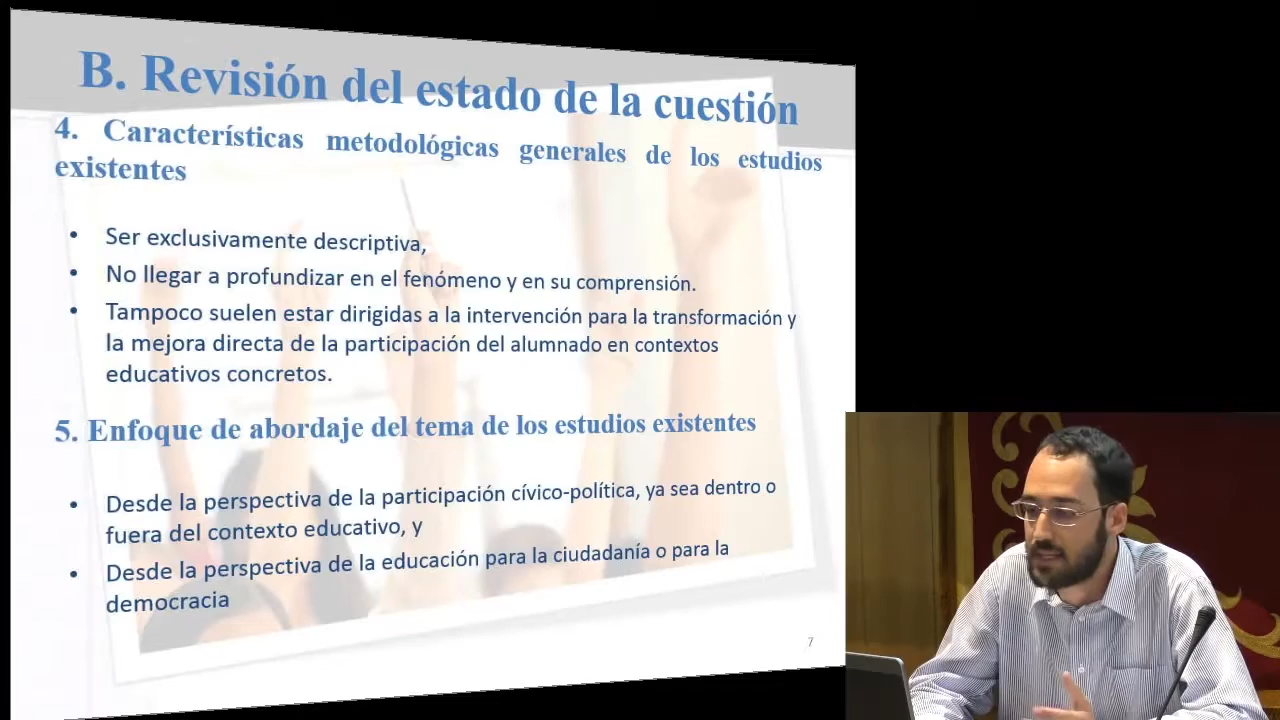 B. Revisión del estado de la cuestión
4. Características metodológicas generales de los estudios
existentes
• Ser exclusivamente descriptiva,
• No llegar a profundizar en el fenómeno y en su comprensión.
• Tampoco suelen estar dirigidas a la intervención para la transformación y
la mejora directa de la participación del alumnado en contextos
educativos concretos.
5. Enfoque de abordaje del tema de los estudios existentes
• Desde la perspectiva de la participación cívico-política, ya sea dentro o
fuera del contexto educativo, y
• Desde la perspectiva de la educación para la ciudadanía o para la
democracia
7